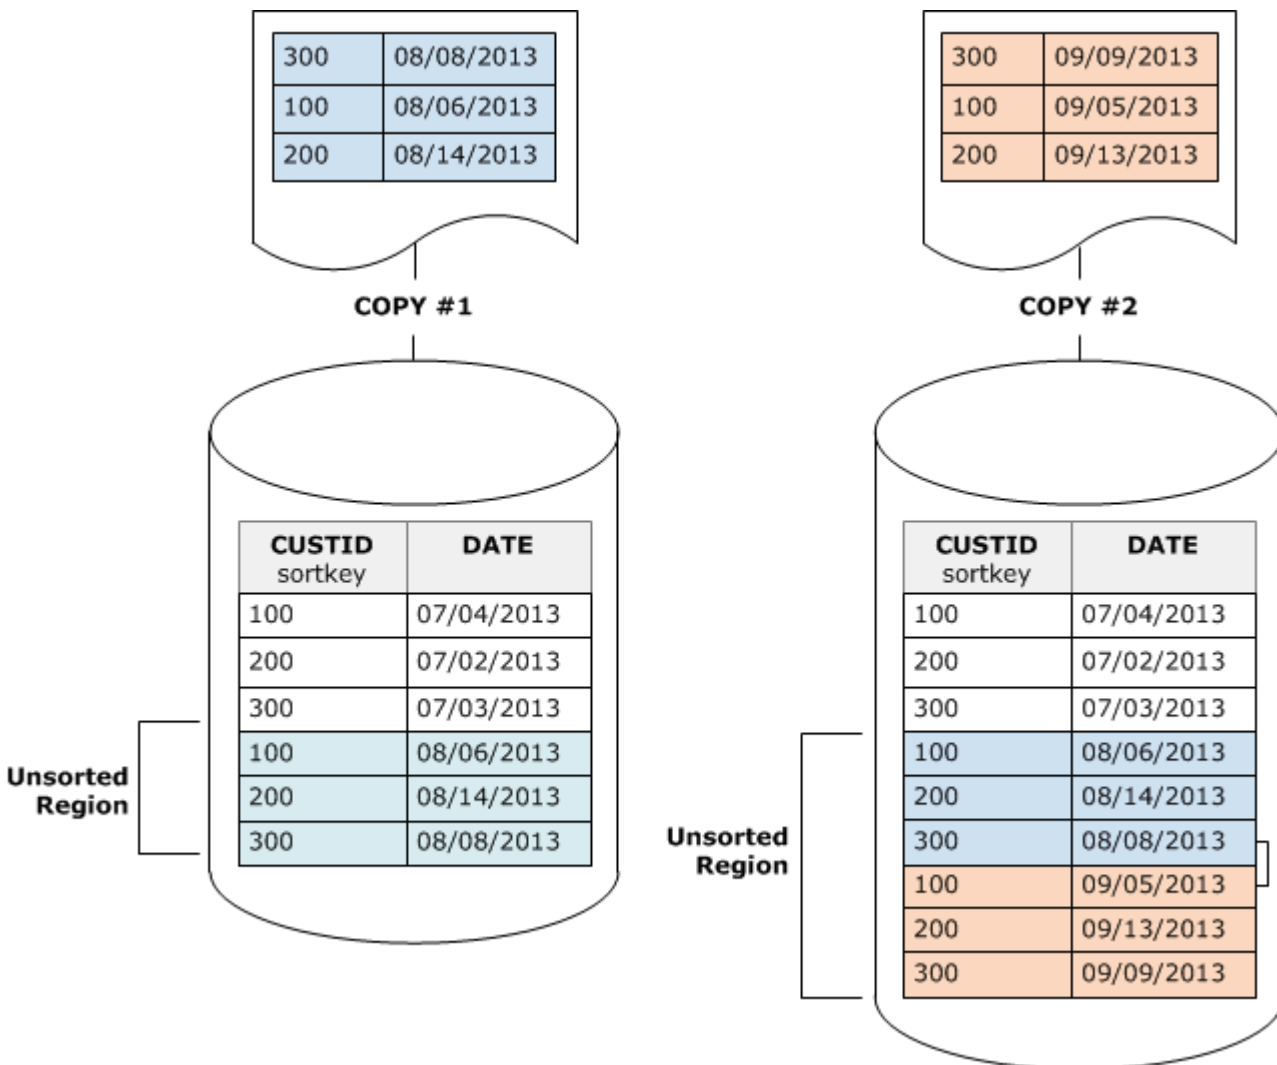 300 08/08/2013
100 08/06/2013
200 08/14/2013
COPY #1
CUSTID DATE
sortkey
100 07/04/2013
200 07/02/2013
300 07/03/2013
100 08/06/2013
200 08/14/2013
300 08/08/2013
Unsorted
Region
300 09/09/2013
100 09/05/2013
200 09/13/2013
COPY #2
CUSTID DATE
sortkey
100 07/04/2013
200 07/02/2013
300 07/03/2013
100 08/06/2013
200 08/14/2013
300 08/08/2013
100 09/05/2013
200 09/13/2013
300 09/09/2013
Unsorted
Region